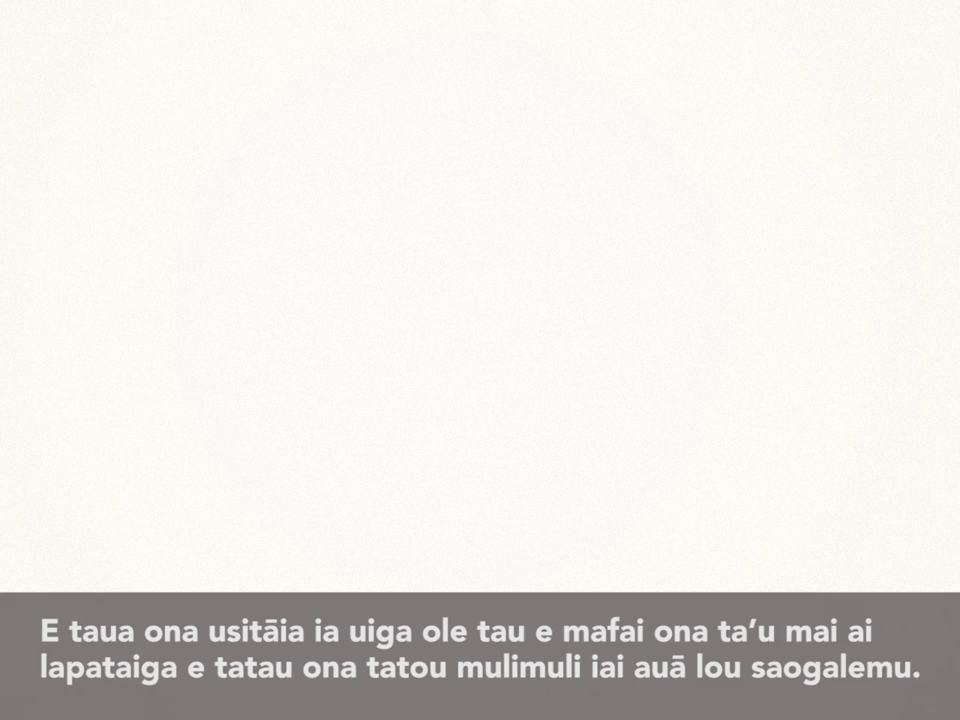 E taua ona usitāia ia uiga ole tau e mafai ona ta’u mai ai
lapataiga e tatau ona tatou mulimuli iai auā lou saogalemu.